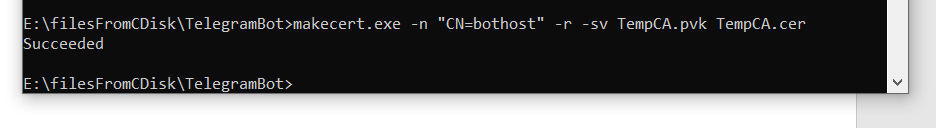 E:\filesFromCDisk\TelegramBot>makecert.exe -n "CN=bothost" -r -sv TempCA.pvk TempCA.cer
Succeeded
E:\filesFromCDisk\TelegramBot>